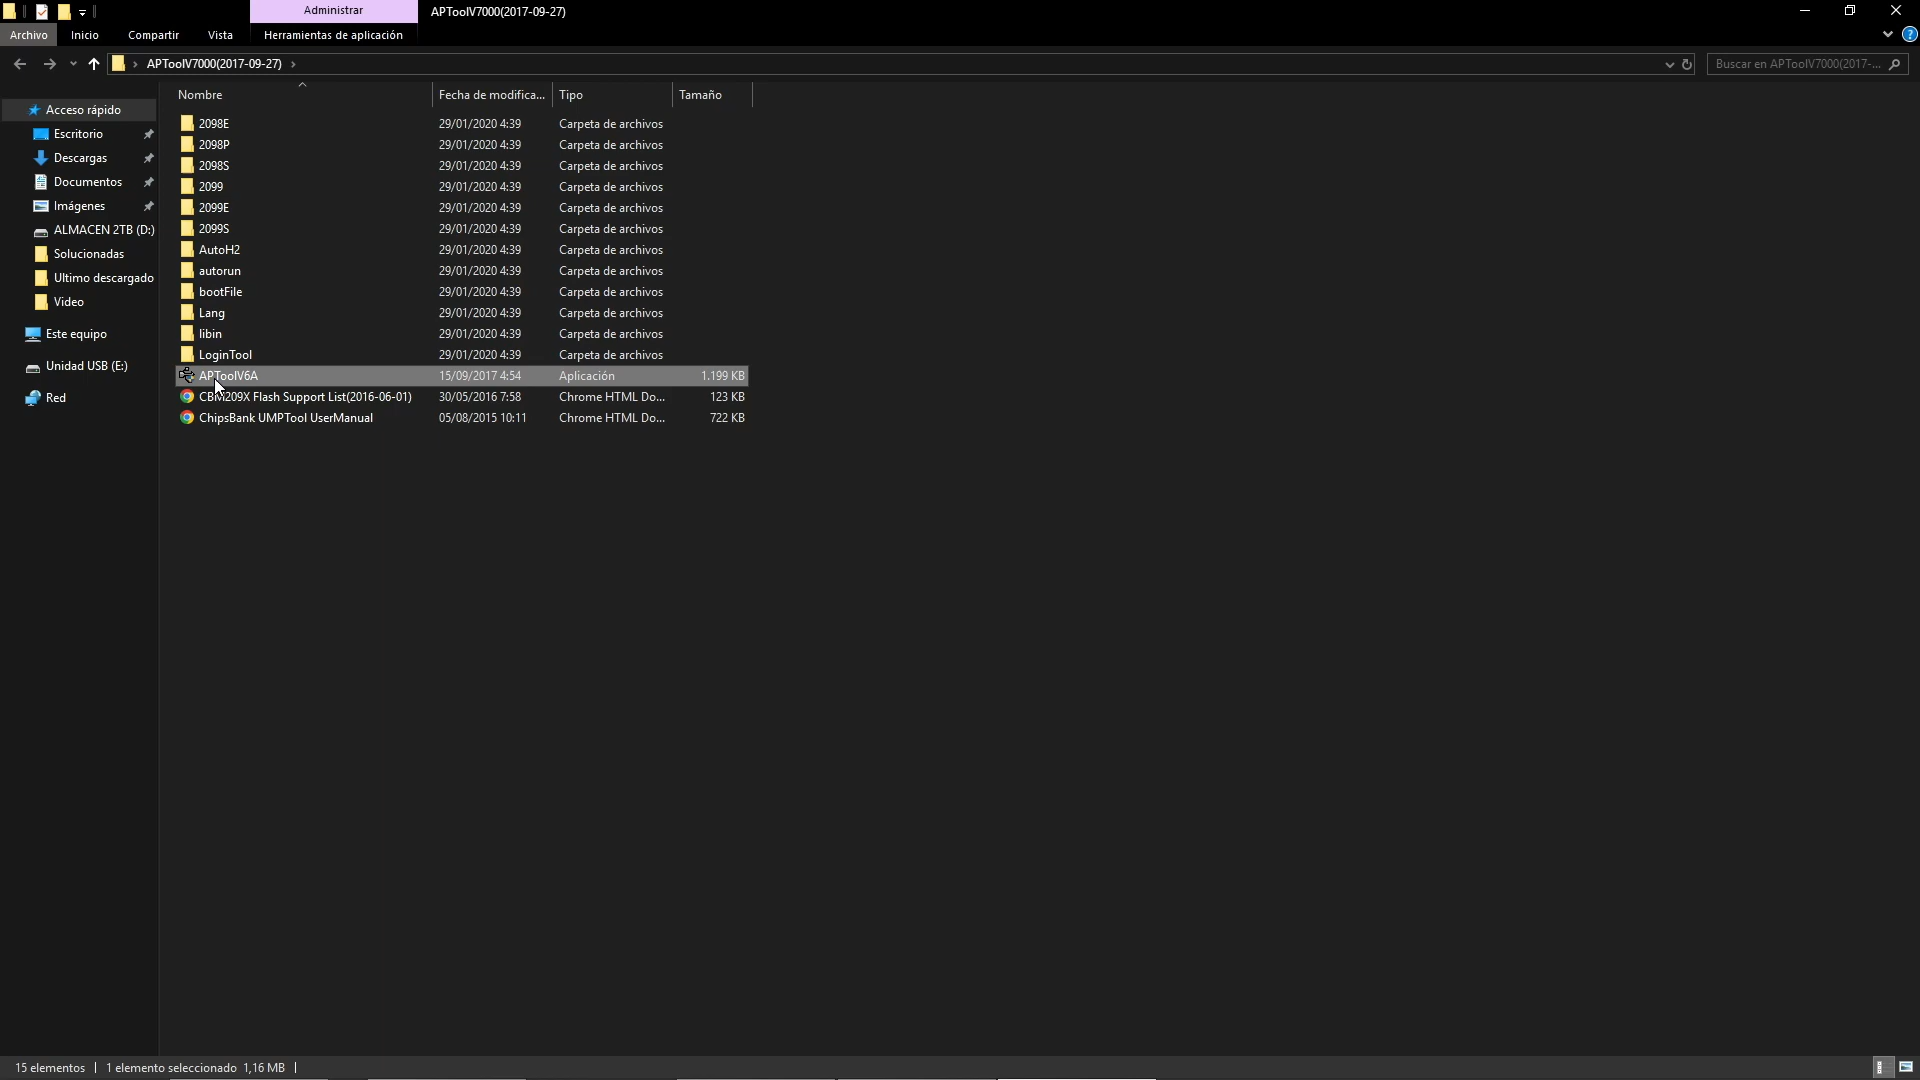 Administrar
APToolV7000(2017-09-27)
Archivo
Inicio
Compartir
Vista
Herramientas de aplicación
APToolV7000(2017-09-27)
Buscar en APToolV7000(2017-...
Nombre
Fecha de modifica...
Tipo
Tamaño
Acceso rápido
Escritorio
Descargas
Documentos
Imágenes
ALMACEN 2TB (D:)
Solucionadas
Ultimo descargado
Video
Este equipo
Unidad USB (E:)
Red
2098E 29/01/2020 4:39 Carpeta de archivos
2098P 29/01/2020 4:39 Carpeta de archivos
2098S 29/01/2020 4:39 Carpeta de archivos
2099 29/01/2020 4:39 Carpeta de archivos
2099E 29/01/2020 4:39 Carpeta de archivos
2099S 29/01/2020 4:39 Carpeta de archivos
AutoH2 29/01/2020 4:39 Carpeta de archivos
autorun 29/01/2020 4:39 Carpeta de archivos
bootFile 29/01/2020 4:39 Carpeta de archivos
Lang 29/01/2020 4:39 Carpeta de archivos
libin 29/01/2020 4:39 Carpeta de archivos
LoginTool 29/01/2020 4:39 Carpeta de archivos
APToolV6A 15/09/2017 4:54 Aplicación 1.199 KB
CBM209X Flash Support List(2016-06-01) 30/05/2016 7:58 Chrome HTML Do... 123 KB
ChipsBank UMPTool UserManual 05/08/2015 10:11 Chrome HTML Do... 722 KB
15 elementos
1 elemento seleccionado 1,16 MB